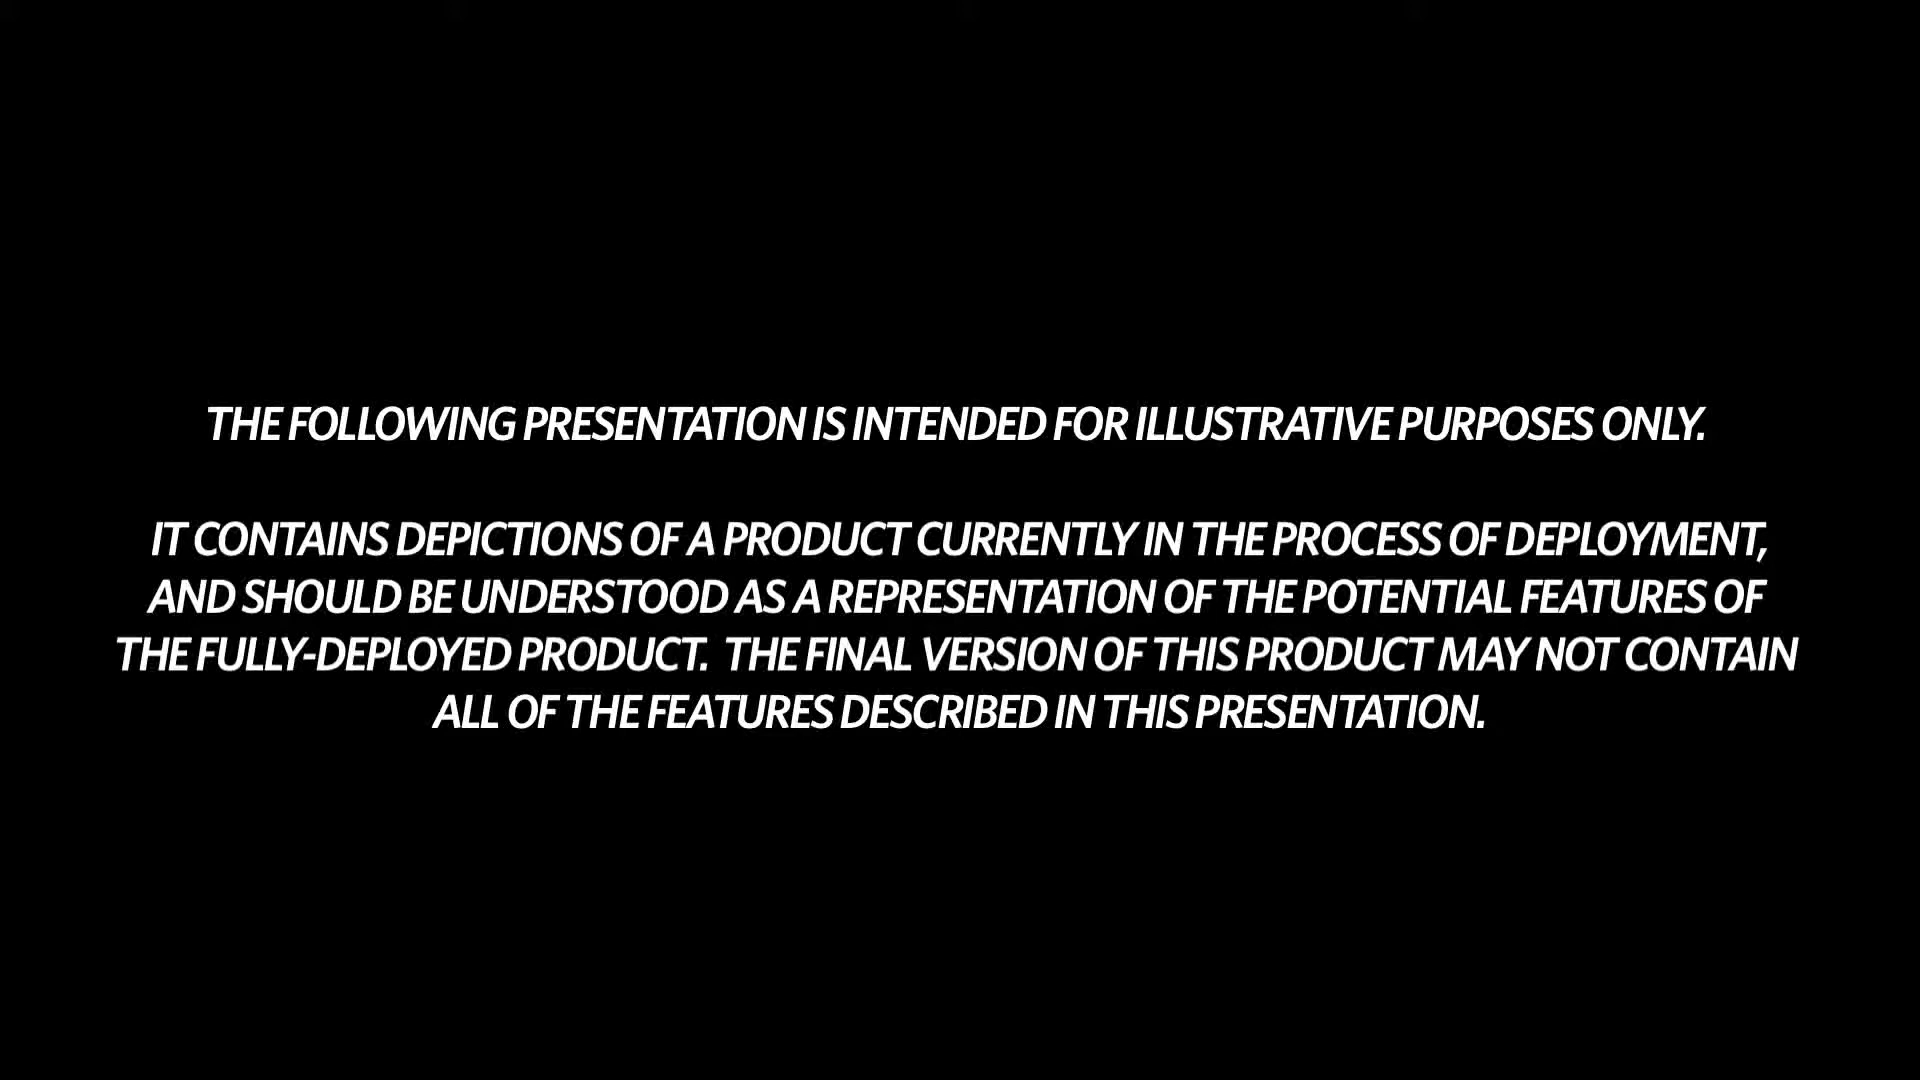 THE FOLLOWING PRESENTATION IS INTENDED FOR ILLUSTRATIVE PURPOSES ONLY.
IT CONTAINS DEPICTIONS OF A PRODUCT CURRENTLY IN THE PROCESS OF DEPLOYMENT,
AND SHOULD BE UNDERSTOOD AS A REPRESENTATION OF THE POTENTIAL FEATURES OF
THE FULLY-DEPLOYED PRODUCT.  THE FINAL VERSION OF THIS PRODUCT MAY NOT CONTAIN
ALL OF THE FEATURES DESCRIBED IN THIS PRESENTATION.